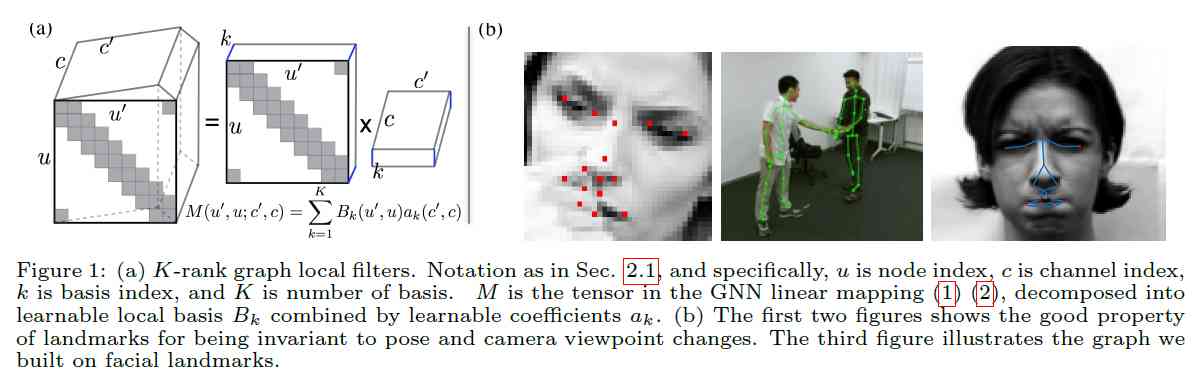 (a)
c
c′
u′
u
=
k
u′
u
x
c′
c
k
M(u′, u; c′, c) = \sum_{k=1}^{K} B_k(u′, u)a_k(c′, c)
(b)
Figure 1: (a) K-rank graph local filters. Notation as in Sec. 2.1, and specifically, u is node index, c is channel index,
k is basis index, and K is number of basis. M is the tensor in the GNN linear mapping (1) (2), decomposed into
learnable local basis B_k combined by learnable coefficients a_k. (b) The first two figures shows the good property
of landmarks for being invariant to pose and camera viewpoint changes. The third figure illustrates the graph we
built on facial landmarks.